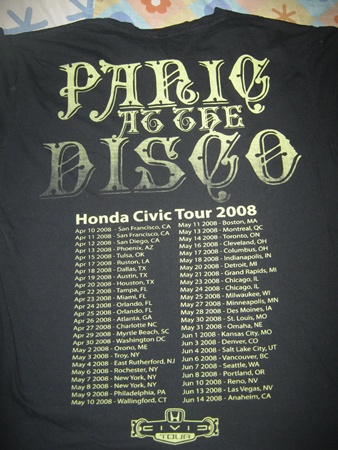 PANIC
AT THE
DISCO
Honda Civic Tour 2008
Apr 10 2008 - San Francisco, CA
Apr 11 2008 - San Francisco, CA
Apr 12 2008 - San Diego, CA
Apr 13 2008 - Phoenix, AZ
Apr 15 2008 - Tulsa, OK
Apr 17 2008 - Ruston, LA
Apr 18 2008 - Dallas, TX
Apr 19 2008 - Austin, TX
Apr 20 2008 - Houston, TX
Apr 22 2008 - Tampa, FL
Apr 23 2008 - Miami, FL
Apr 24 2008 - Orlando, FL
Apr 25 2008 - Orlando, FL
Apr 26 2008 - Atlanta, GA
Apr 27 2008 - Charlotte NC
Apr 29 2008 - Myrtle Beach, SC
Apr 30 2008 - Washington DC
May 2 2008 - Orono, ME
May 3 2008 - Troy, NY
May 4 2008 - East Rutherford, NJ
May 6 2008 - Rochester, NY
May 7 2008 - New York, NY
May 8 2008 - New York, NY
May 9 2008 - Philadelphia, PA
May 10 2008 - Wallingford, CT
May 11 2008 - Boston, MA
May 13 2008 - Montreal, QC
May 14 2008 - Toronto, ON
May 16 2008 - Cleveland, OH
May 17 2008 - Columbus, OH
May 18 2008 - Indianapolis, IN
May 20 2008 - Detroit, MI
May 21 2008 - Grand Rapids, MI
May 23 2008 - Chicago, IL
May 24 2008 - Chicago, IL
May 25 2008 - Milwaukee, WI
May 27 2008 - Minneapolis, MN
May 28 2008 - Des Moines, IA
May 30 2008 - St. Louis, MO
May 31 2008 - Omaha, NE
Jun 1 2008 - Kansas City, MO
Jun 3 2008 - Denver, CO
Jun 4 2008 - Salt Lake City, UT
Jun 6 2008 - Vancouver, BC
Jun 7 2008 - Seattle, WA
Jun 8 2008 - Portland, OR
Jun 10 2008 - Reno, NV
Jun 13 2008 - Las Vegas, NV
Jun 14 2008 - Anaheim, CA
CIVIC
TOUR